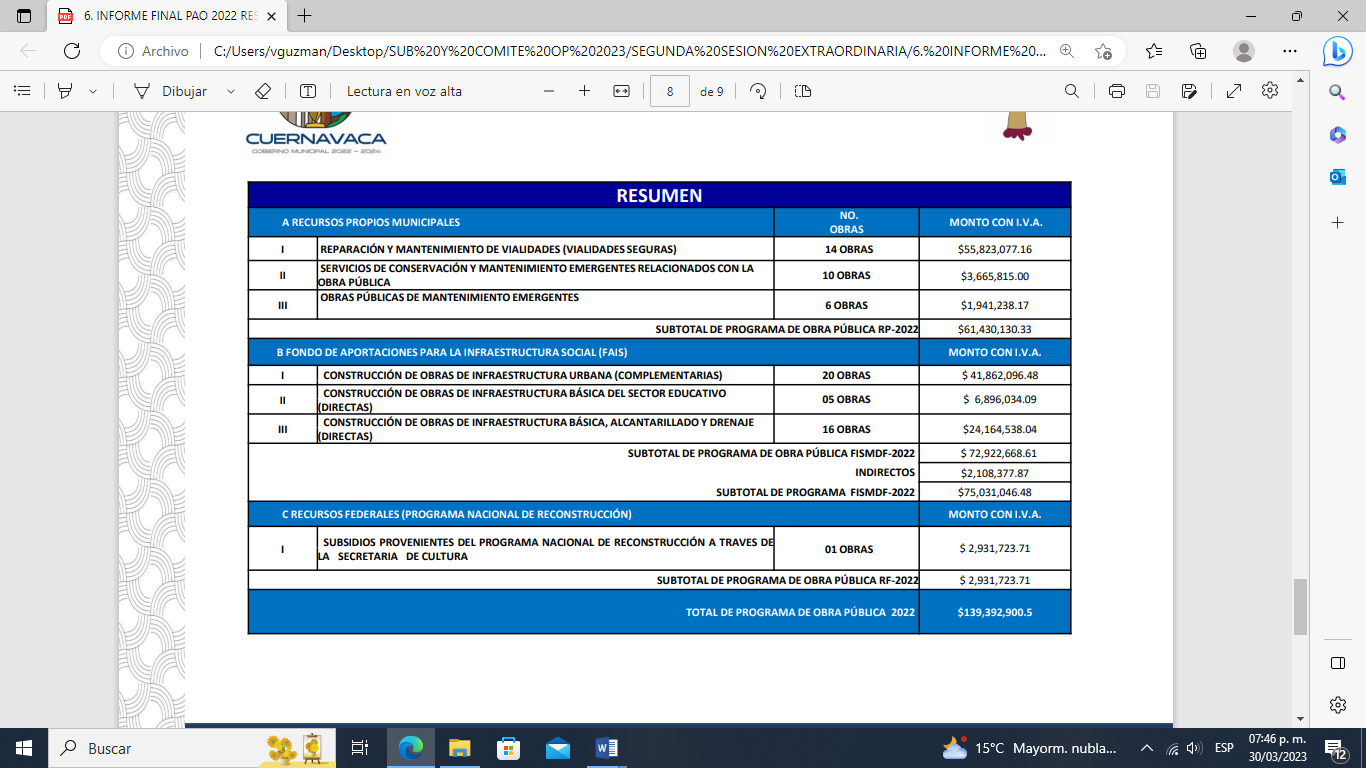 6. INFORME FINAL PAO 2022 RES
Archivo C:/Users/vguzman/Desktop/SUB%20Y%20COMITE%20OP%202023/SEGUNDA%20SESION%20EXTRAORDINARIA/6.%20INFORME%20...
Dibujar Lectura en voz alta 8 de 9
CUERNAVACA
GOBIERNO MUNICIPAL 2022 – 2024
RESUMEN
A RECURSOS PROPIOS MUNICIPALES NO. OBRAS MONTO CON I.V.A.
I REPARACIÓN Y MANTENIMIENTO DE VIALIDADES (VIALIDADES SEGURAS) 14 OBRAS $55,823,077.16
II SERVICIOS DE CONSERVACIÓN Y MANTENIMIENTO EMERGENTES RELACIONADOS CON LA
OBRA PÚBLICA 10 OBRAS $3,665,815.00
III OBRAS PÚBLICAS DE MANTENIMIENTO EMERGENTES 6 OBRAS $1,941,238.17
SUBTOTAL DE PROGRAMA DE OBRA PÚBLICA RP-2022 $61,430,130.33
B FONDO DE APORTACIONES PARA LA INFRAESTRUCTURA SOCIAL (FAIS) MONTO CON I.V.A.
I CONSTRUCCIÓN DE OBRAS DE INFRAESTRUCTURA URBANA (COMPLEMENTARIAS) 20 OBRAS $ 41,862,096.48
II CONSTRUCCIÓN DE OBRAS DE INFRAESTRUCTURA BÁSICA DEL SECTOR EDUCATIVO
(DIRECTAS) 05 OBRAS $ 6,896,034.09
III CONSTRUCCIÓN DE OBRAS DE INFRAESTRUCTURA BÁSICA, ALCANTARILLADO Y DRENAJE
(DIRECTAS) 16 OBRAS $24,164,538.04
SUBTOTAL DE PROGRAMA DE OBRA PÚBLICA FISMDF-2022 $ 72,922,668.61
INDIRECTOS $2,108,377.87
SUBTOTAL DE PROGRAMA FISMDF-2022 $75,031,046.48
C RECURSOS FEDERALES (PROGRAMA NACIONAL DE RECONSTRUCCIÓN) MONTO CON I.V.A.
I SUBSIDIOS PROVENIENTES DEL PROGRAMA NACIONAL DE RECONSTRUCCIÓN A TRAVES DE
LA SECRETARIA DE CULTURA 01 OBRAS $ 2,931,723.71
SUBTOTAL DE PROGRAMA DE OBRA PÚBLICA RF-2022 $ 2,931,723.71
TOTAL DE PROGRAMA DE OBRA PÚBLICA 2022 $139,392,900.5
Buscar 15°C Mayorm. nubla... ESP 07:46 p. m.
30/03/2023 12